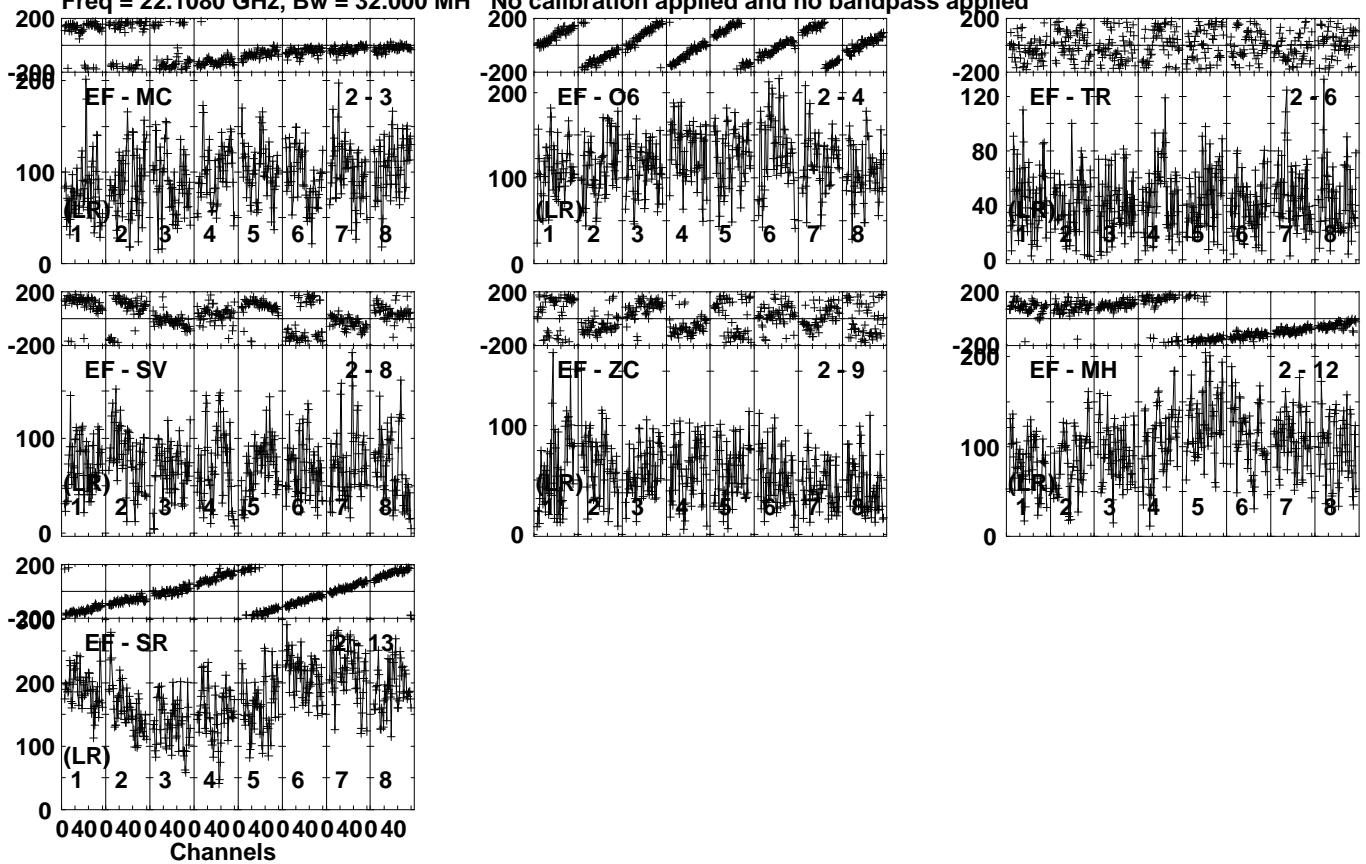 Freq = 22.1080 GHz, Bw = 32.000 MH No calibration applied and no bandpass applied
200
-200
EF - MC 2 - 3
100
(LR)
1 2 3 4 5 6 7 8
0
200
-200
200
EF - O6 2 - 4
100
(LR)
1 2 3 4 5 6 7 8
0
200
-200
120
EF - TR 2 - 6
80
40
(LR)
1 2 3 4 5 6 7 8
0
200
-200
EF - SV 2 - 8
100
(LR)
1 2 3 4 5 6 7 8
0
200
-200
EF - ZC 2 - 9
100
(LR)
1 2 3 4 5 6 7 8
0
200
-200
200
EF - MH 2 - 12
100
(LR)
1 2 3 4 5 6 7 8
0
200
-200
300
EF - SR 2 - 13
200
100
(LR)
1 2 3 4 5 6 7 8
0
0 40 0 40 0 40 0 40 0 40 0 40 0 40 0 40
Channels